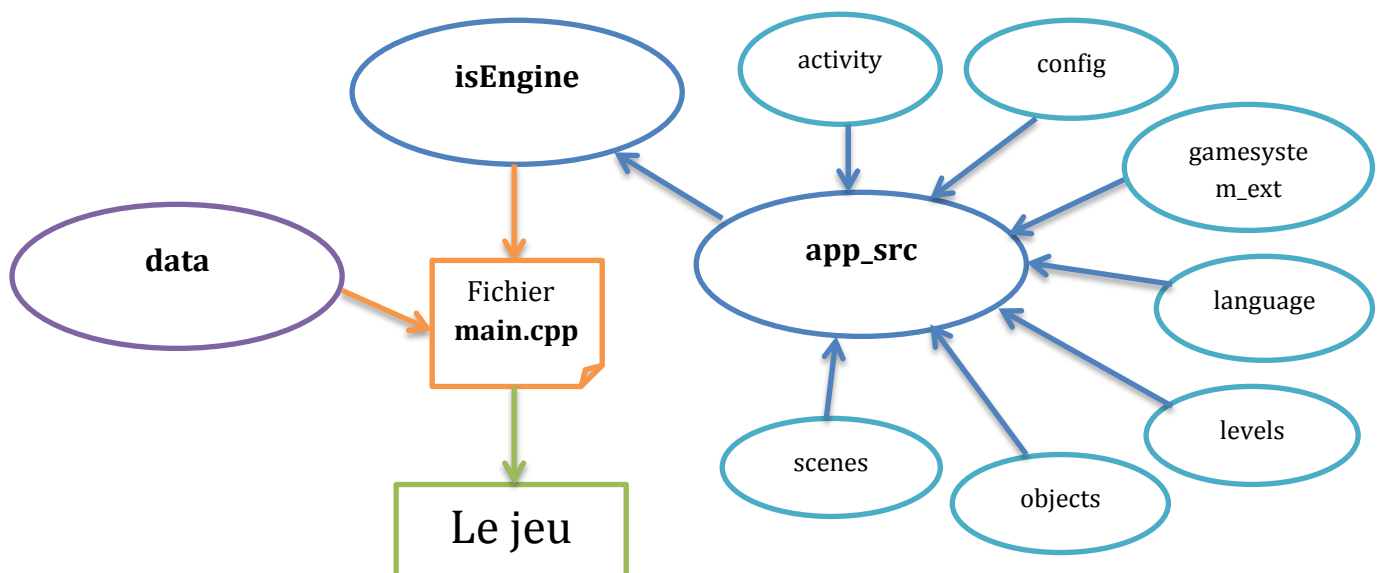 isEngine
activity
config
gamesyste
m_ext
data
app_src
Fichier
main.cpp
language
levels
scenes
objects
Le jeu